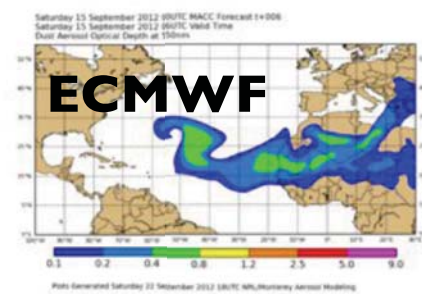 Saturday 15 September 2012 00UTC MACC Forecast t+006
Saturday 15 September 2012 06UTC Valid Time
Dust Aerosol Optical Depth at 550nm
ECMWF
0.1 0.2 0.4 0.8 1.2 2.5 5.0 9.0
Plots Generated Saturday 22 September 2012 18UTC NRL/Monterey Aerosol Modeling